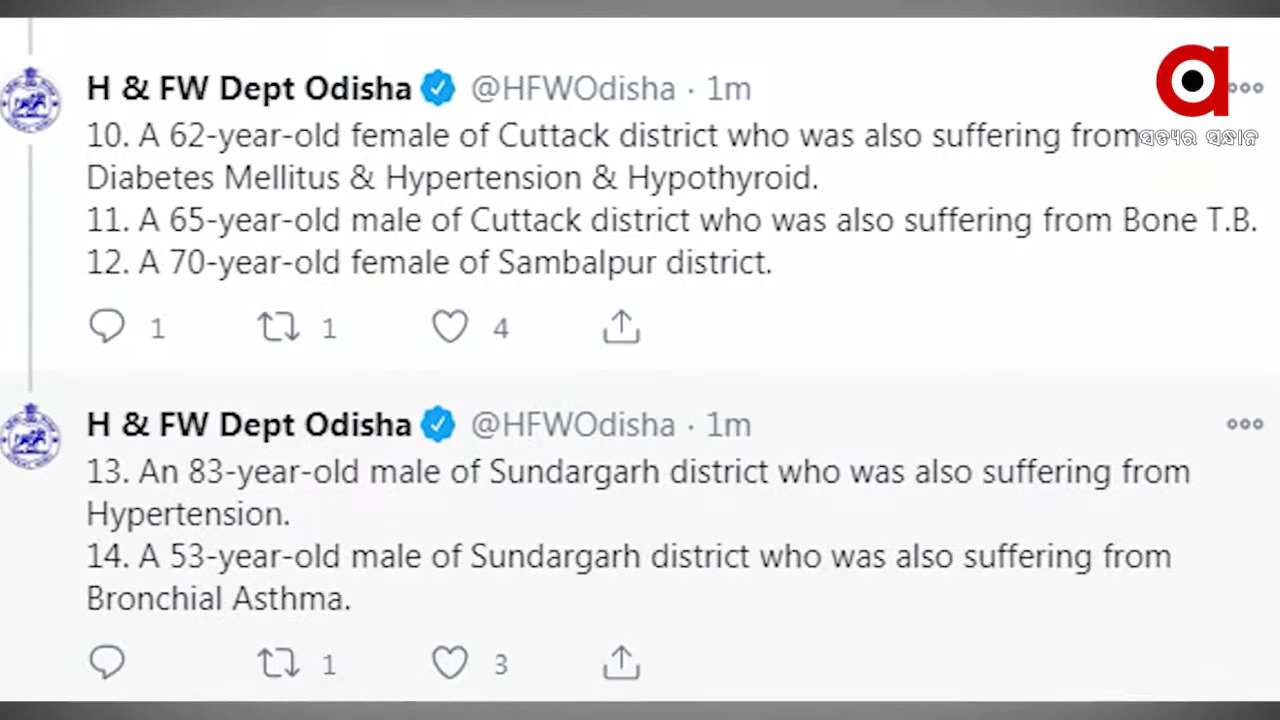 H & FW Dept Odisha @HFWOdisha · 1m
10. A 62-year-old female of Cuttack district who was also suffering from
Diabetes Mellitus & Hypertension & Hypothyroid.
11. A 65-year-old male of Cuttack district who was also suffering from Bone T.B.
12. A 70-year-old female of Sambalpur district.
1 1 4
H & FW Dept Odisha @HFWOdisha · 1m
13. An 83-year-old male of Sundargarh district who was also suffering from
Hypertension.
14. A 53-year-old male of Sundargarh district who was also suffering from
Bronchial Asthma.
1 3
a
ସତ୍ୟର ସନ୍ଧାନ